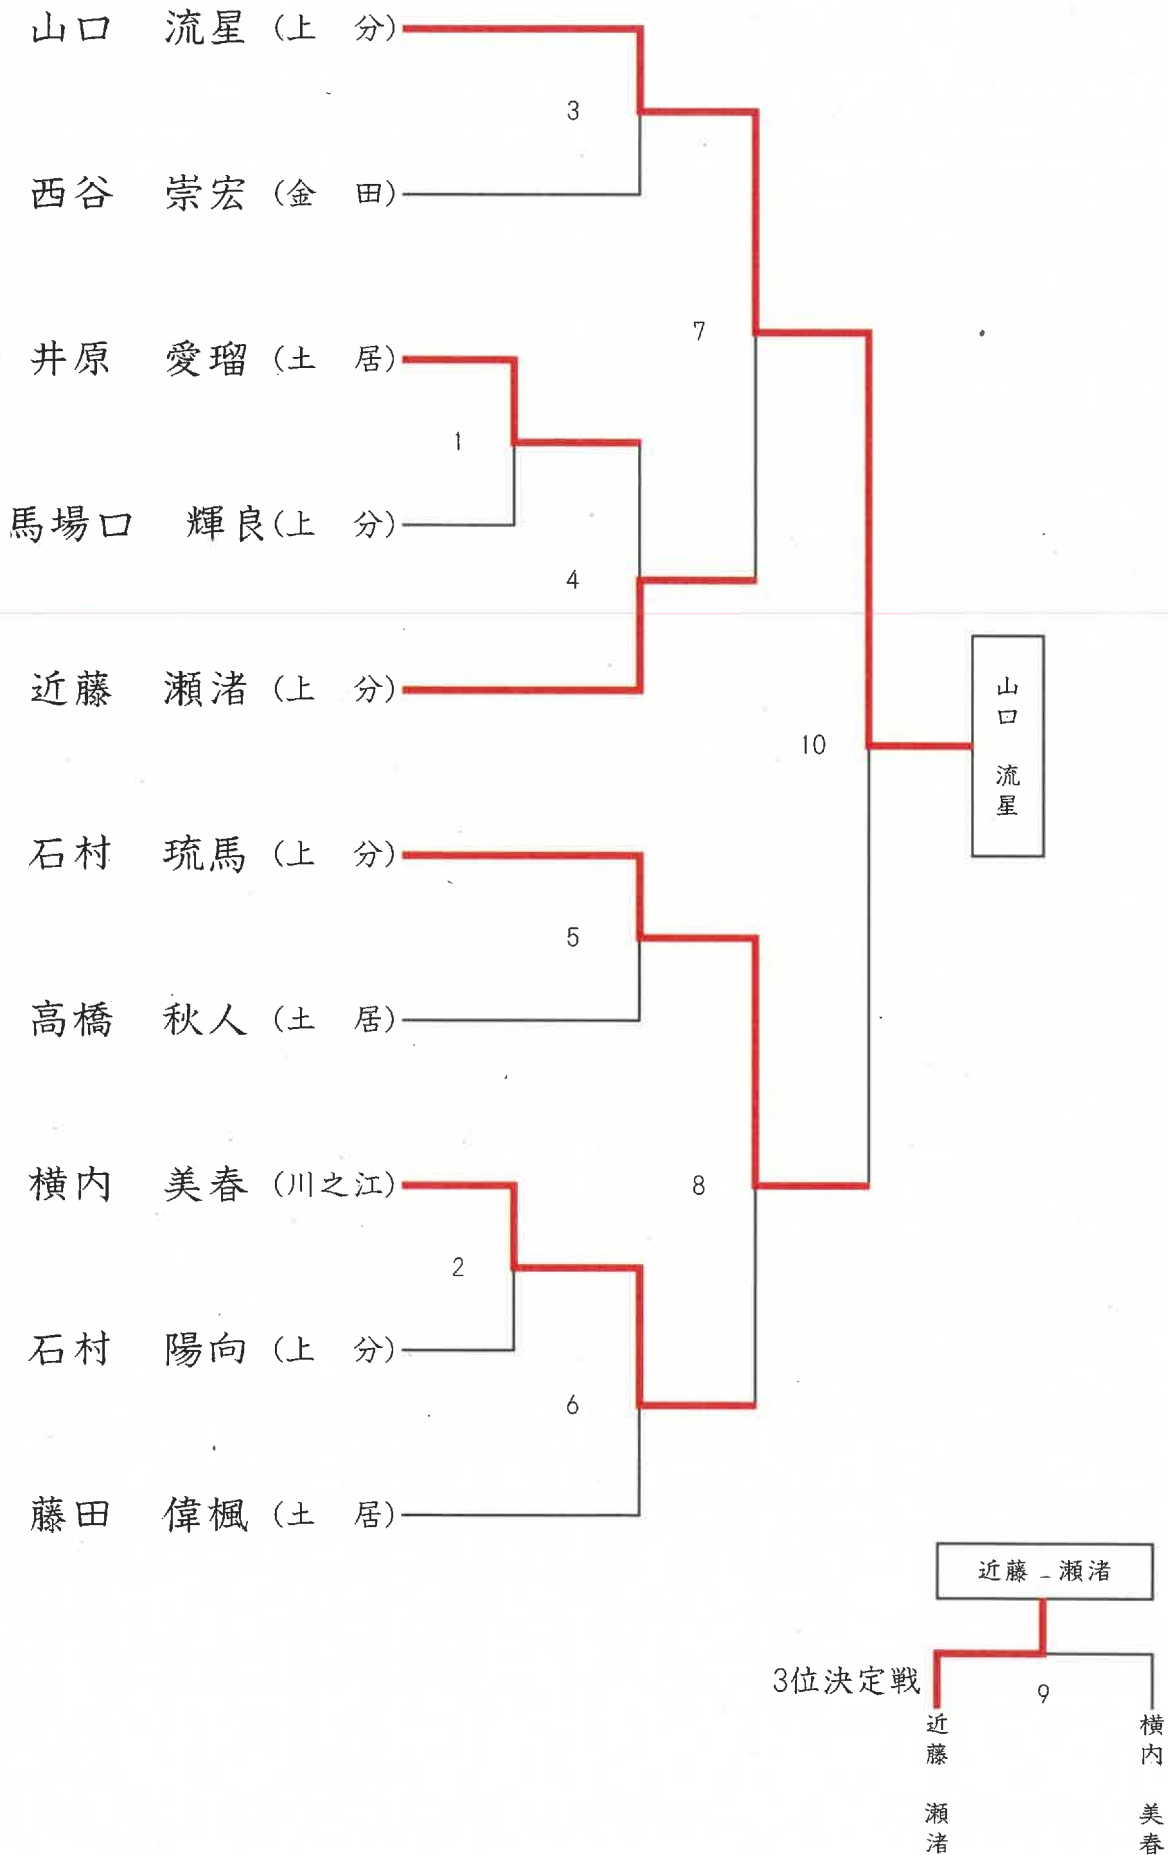 山口 流星 (上 分)
3
西谷 崇宏 (金 田)
7
井原 愛瑠 (土 居)
1
馬場口 輝良 (上 分)
4
近藤 瀬渚 (上 分)
10
山口 流星
石村 琉馬 (上 分)
5
高橋 秋人 (土 居)
横内 美春 (川之江)
8
2
石村 陽向 (上 分)
6
藤田 偉楓 (土 居)
近藤 瀬渚
3位決定戦
9
近藤 瀬渚
横内 美春